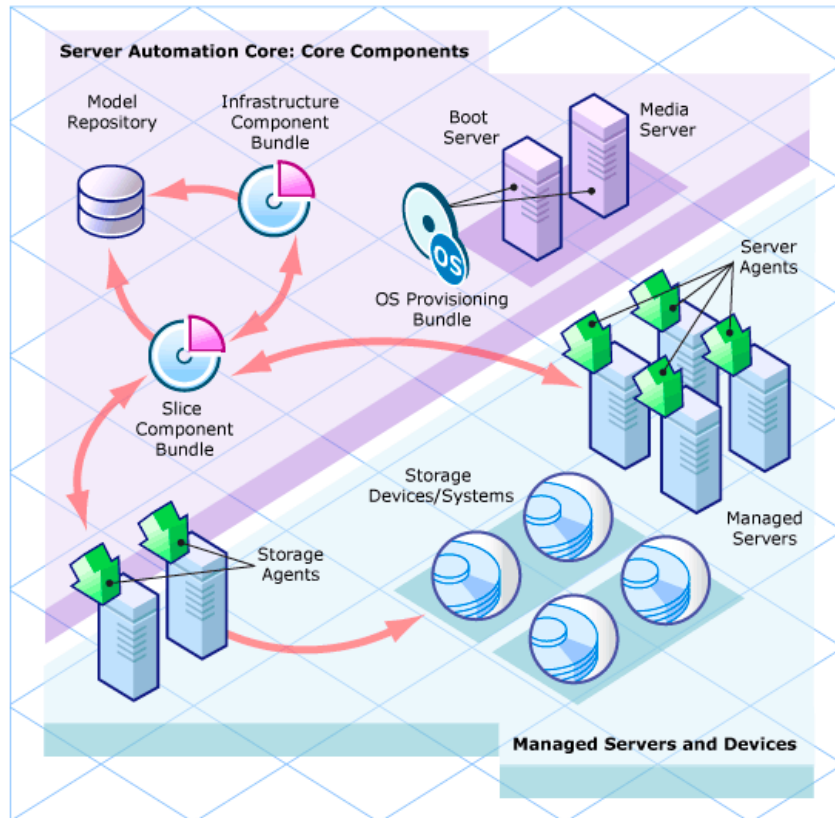 Server Automation Core: Core Components
Model
Repository
Infrastructure
Component
Bundle
Boot
Server
Media
Server
OS
OS Provisioning
Bundle
Server
Agents
Slice
Component
Bundle
Storage
Devices/Systems
Managed
Servers
Storage
Agents
Managed Servers and Devices